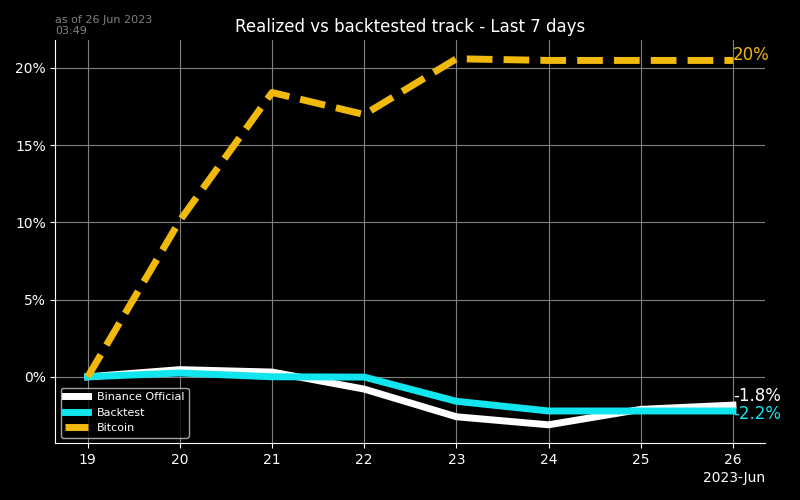 as of 26 Jun 2023
03:49
Realized vs backtested track - Last 7 days
20%
15%
10%
5%
0%
20%
-1.8%
-2.2%
Binance Official
Backtest
Bitcoin
19 20 21 22 23 24 25 26
2023-Jun